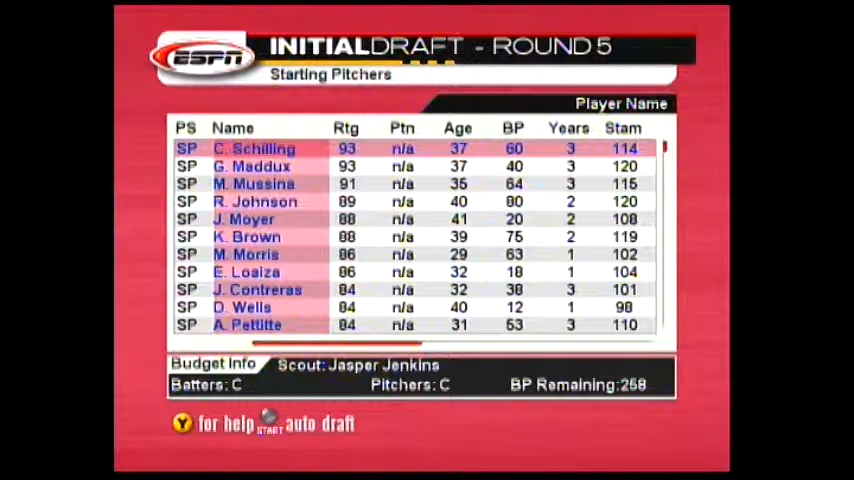 ESPN
INITIALDRAFT - ROUND 5
Starting Pitchers
Player Name
PS Name Rtg Ptn Age BP Years Stam
SP C. Schilling 93 n/a 37 60 3 114
SP G. Maddux 93 n/a 37 40 3 120
SP M. Mussina 91 n/a 35 64 3 115
SP R. Johnson 89 n/a 40 80 2 120
SP J. Moyer 88 n/a 41 20 2 108
SP K. Brown 88 n/a 39 75 2 119
SP M. Morris 86 n/a 29 63 1 102
SP E. Loaiza 86 n/a 32 18 1 104
SP J. Contreras 84 n/a 32 38 3 101
SP D. Wells 84 n/a 40 12 1 98
SP A. Pettitte 84 n/a 31 53 3 110
Budget Info Scout: Jasper Jenkins
Batters: C Pitchers: C BP Remaining:258
Y for help START auto draft